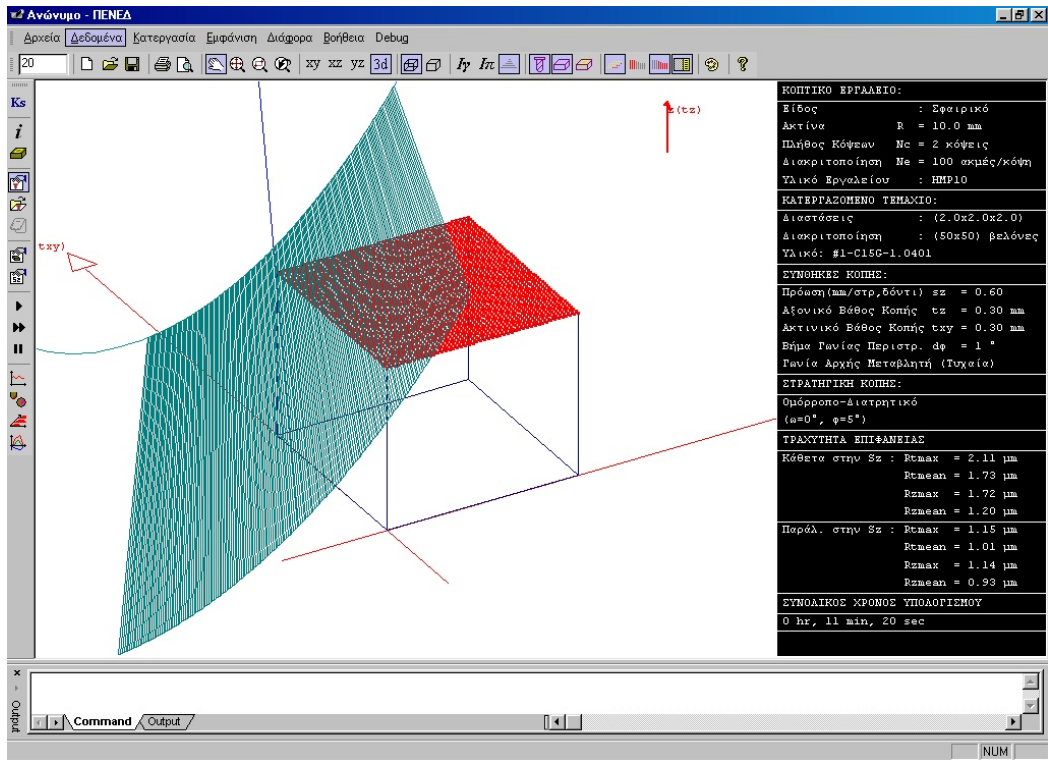 Ανώνυμο - ΠΕΝΕΔ
Αρχεία Δεδομένα Κατεργασία Εμφάνιση Διάφορα Βοήθεια Debug
20 xy xz yz 3d Iγ Iπ
Ks
i
Sz
z(tz)
txy)
ΚΟΠΤΙΚΟ ΕΡΓΑΛΕΙΟ:
Είδος : Σφαιρικό
Ακτίνα R = 10.0 mm
Πλήθος Κόψεων Nc = 2 κόψεις
Διακριτοποίηση Ne = 100 ακμές/κόψη
Υλικό Εργαλείου : HMP10
ΚΑΤΕΡΓΑΖΟΜΕΝΟ ΤΕΜΑΧΙΟ:
Διαστάσεις : (2.0x2.0x2.0)
Διακριτοποίηση : (50x50) βελόνες
Υλικό: #1-C15G-1.0401
ΣΥΝΘΗΚΕΣ ΚΟΠΗΣ:
Πρόωση(mm/στρ,δόντι) sz = 0.60
Αξονικό Βάθος Κοπής tz = 0.30 mm
Ακτινικό Βάθος Κοπής txy = 0.30 mm
Βήμα Γωνίας Περιστρ. dφ = 1 °
Γωνία Αρχής Μεταβλητή (Τυχαία)
ΣΤΡΑΤΗΓΙΚΗ ΚΟΠΗΣ:
Ομόρροπο-Διατρητικό
(ω=0°, φ=5°)
ΤΡΑΧΥΤΗΤΑ ΕΠΙΦΑΝΕΙΑΣ
Κάθετα στην Sz : Rtmax = 2.11 μm
Rtmean = 1.73 μm
Rzmax = 1.72 μm
Rzmean = 1.20 μm
Παράλ. στην Sz : Rtmax = 1.15 μm
Rtmean = 1.01 μm
Rzmax = 1.14 μm
Rzmean = 0.93 μm
ΣΥΝΟΛΙΚΟΣ ΧΡΟΝΟΣ ΥΠΟΛΟΓΙΣΜΟΥ
0 hr, 11 min, 20 sec
Output
Command Output
NUM